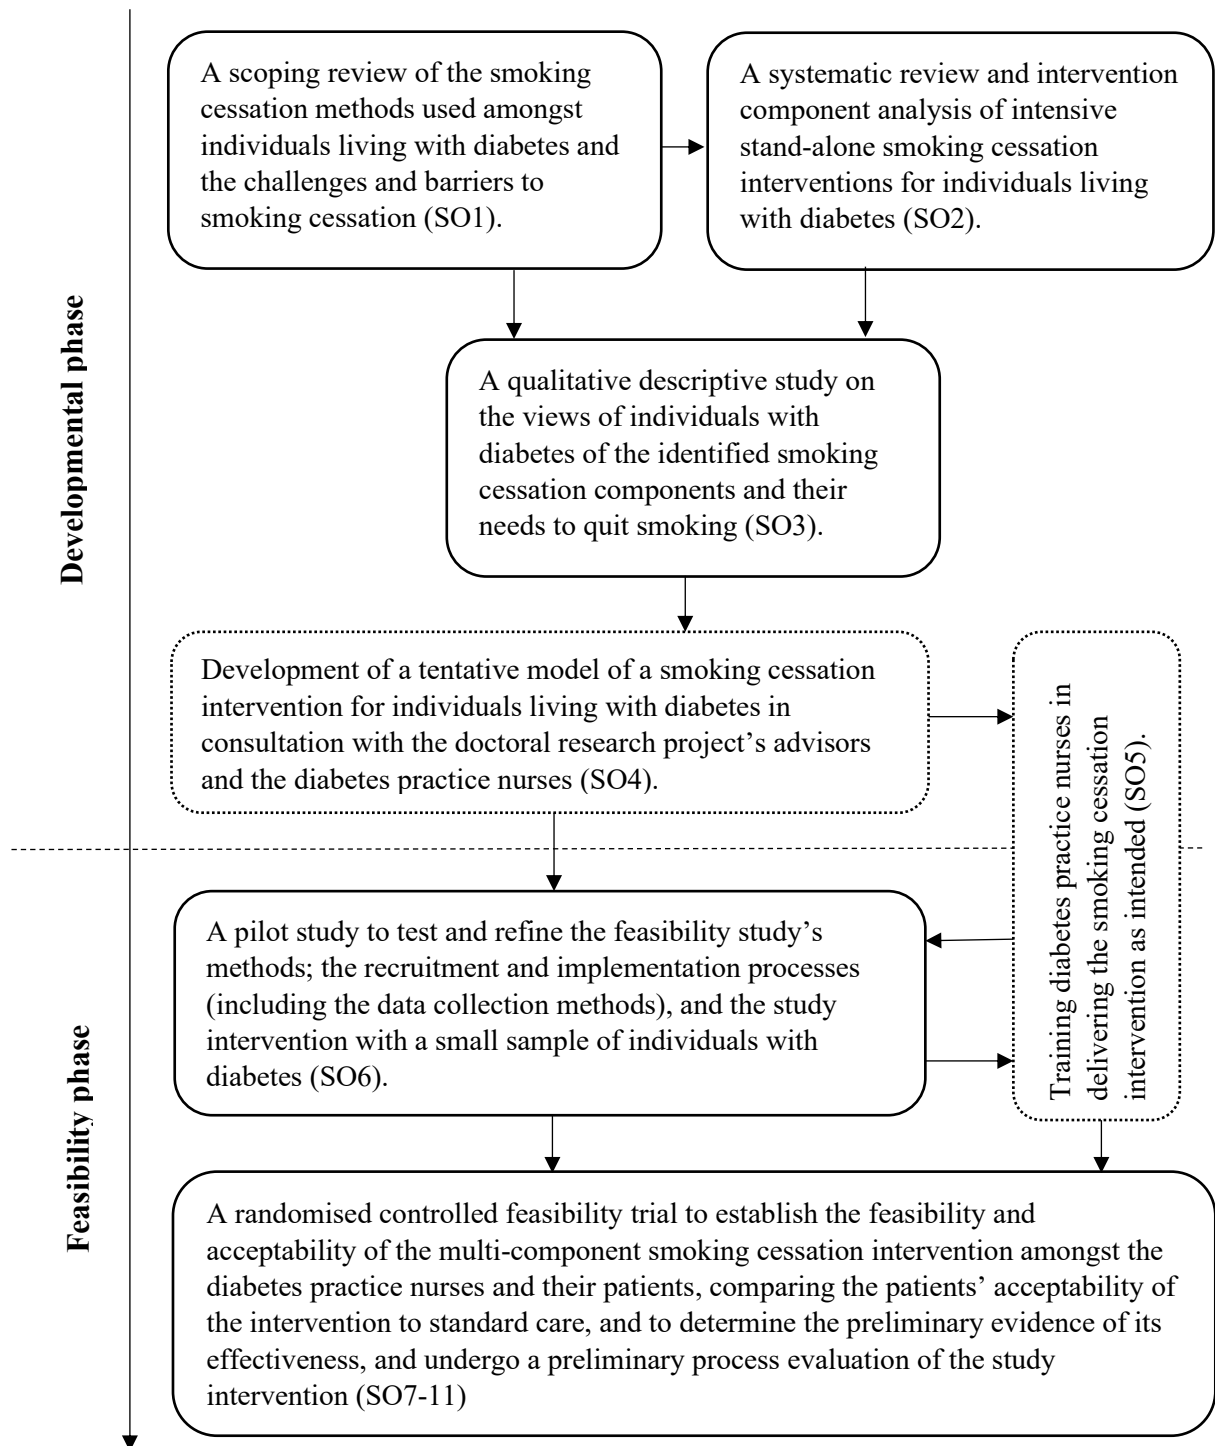 A scoping review of the smoking
cessation methods used amongst
individuals living with diabetes and
the challenges and barriers to
smoking cessation (SO1).
A systematic review and intervention
component analysis of intensive
stand-alone smoking cessation
interventions for individuals living
with diabetes (SO2).
Developmental phase
A qualitative descriptive study on
the views of individuals with
diabetes of the identified smoking
cessation components and their
needs to quit smoking (SO3).
Development of a tentative model of a smoking cessation
intervention for individuals living with diabetes in
consultation with the doctoral research project’s advisors
and the diabetes practice nurses (SO4).
Training diabetes practice nurses in
delivering the smoking cessation
intervention as intended (SO5).
Feasibility phase
A pilot study to test and refine the feasibility study’s
methods; the recruitment and implementation processes
(including the data collection methods), and the study
intervention with a small sample of individuals with
diabetes (SO6).
A randomised controlled feasibility trial to establish the feasibility and
acceptability of the multi-component smoking cessation intervention amongst the
diabetes practice nurses and their patients, comparing the patients’ acceptability of
the intervention to standard care, and to determine the preliminary evidence of its
effectiveness, and undergo a preliminary process evaluation of the study
intervention (SO7-11)